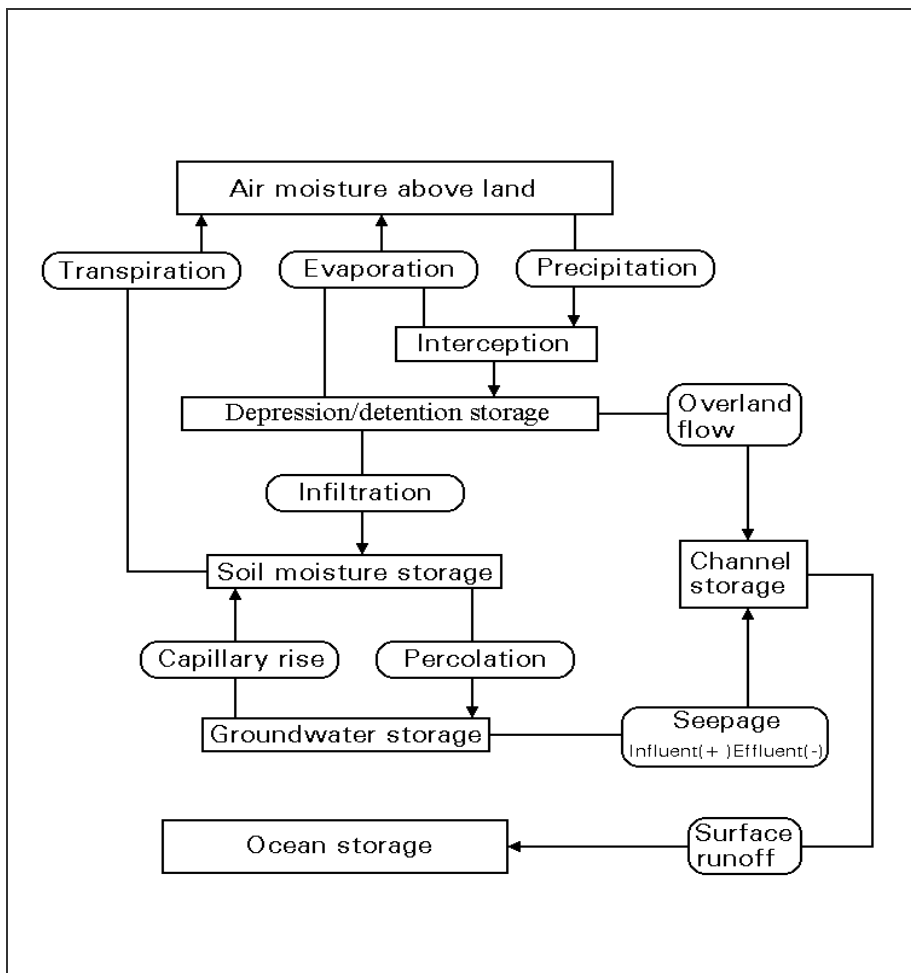 Air moisture above land
Transpiration
Evaporation
Precipitation
Interception
Depression/detention storage
Overland
flow
Infiltration
Soil moisture storage
Channel
storage
Capillary rise
Percolation
Groundwater storage
Seepage
Influent(+ )Effluent(-)
Ocean storage
Surface
runoff